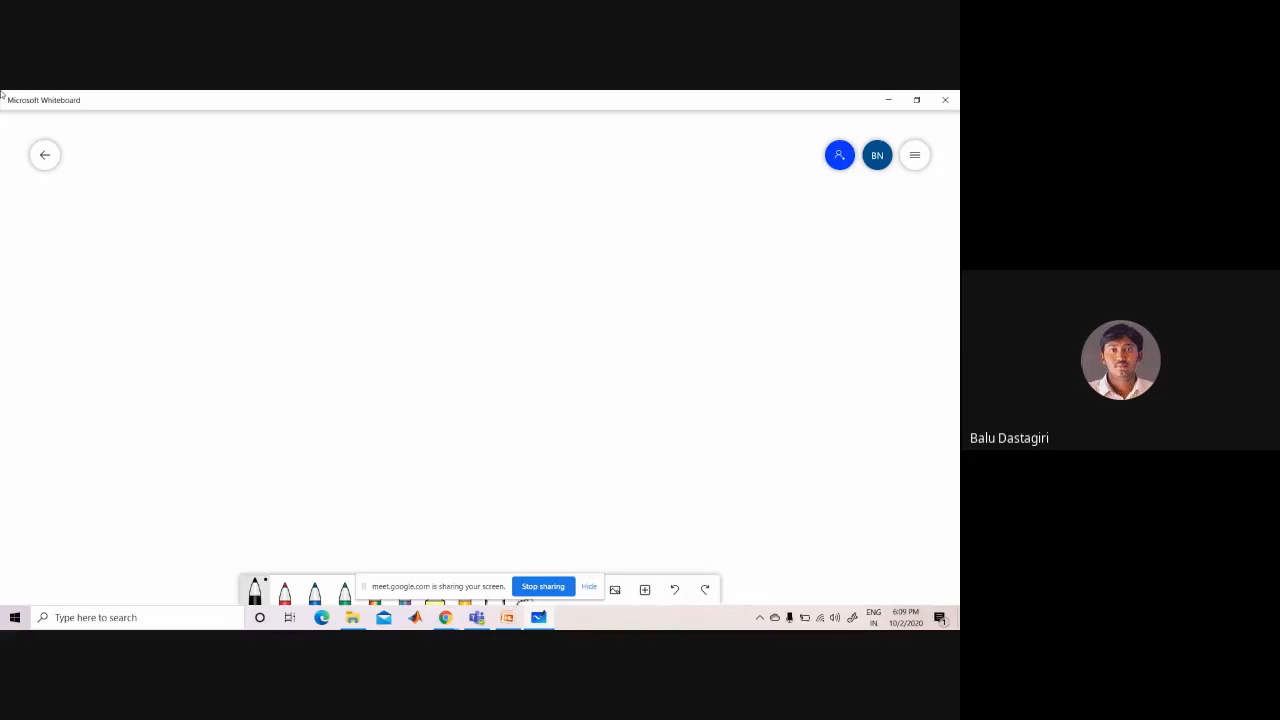 Microsoft Whiteboard
BN
Balu Dastagiri
meet.google.com is sharing your screen.
Stop sharing
Hide
Type here to search
ENG
IN
6:09 PM
10/2/2020
1